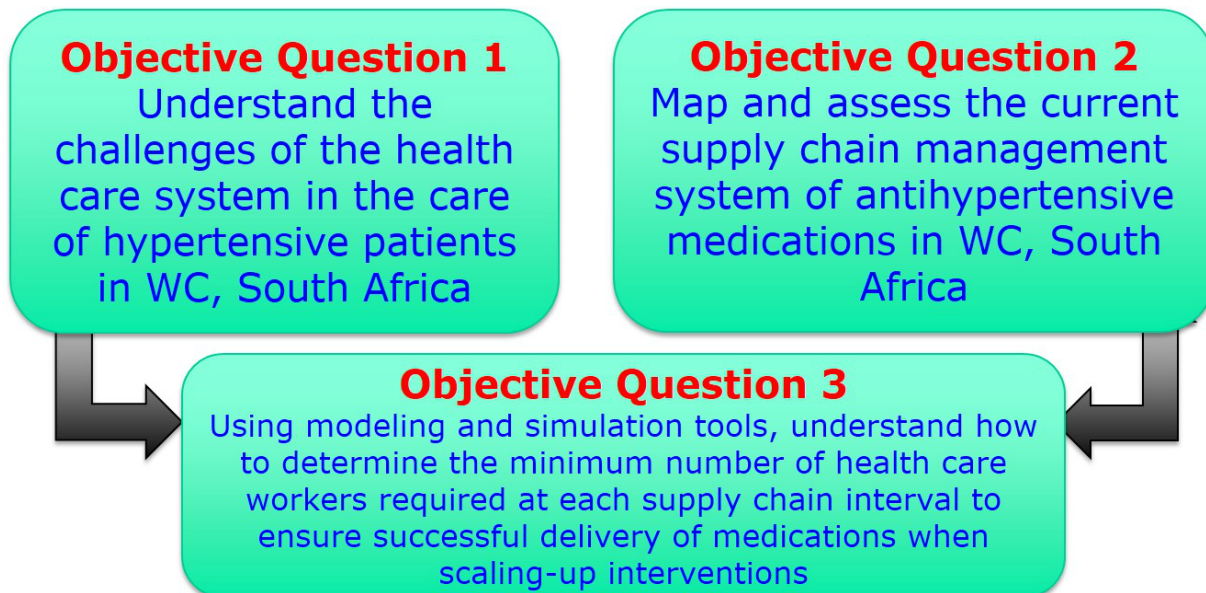 Objective Question 1
Understand the
challenges of the health
care system in the care
of hypertensive patients
in WC, South Africa
Objective Question 2
Map and assess the current
supply chain management
system of antihypertensive
medications in WC, South
Africa
Objective Question 3
Using modeling and simulation tools, understand how
to determine the minimum number of health care
workers required at each supply chain interval to
ensure successful delivery of medications when
scaling-up interventions